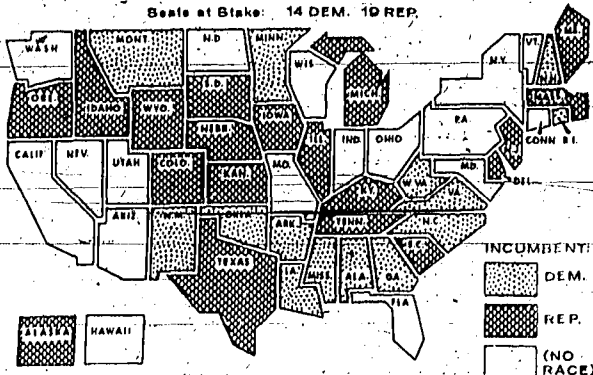 Seats at Stake: 14 DEM. 19 REP.
WASH
MONT.
N.D
MINN.
ME.
VT.
N.H.
ORE.
IDAHO
WYO.
S.D.
WIS.
MICH.
N.Y.
MASS.
NEBR.
IOWA
PA.
CONN R.I.
CALIF
NEV.
UTAH
COLO.
KAN.
MO.
ILL.
IND.
OHIO
W.V.
VA.
MD.
DEL.
KY.
ARIZ.
N.M.
OKLA.
ARK.
TENN.
N.C.
S.C.
TEXAS
LA.
MISS.
ALA.
GA.
FLA
ALASKA
HAWAII
INCUMBENT:
DEM.
REP.
(NO
RACE)